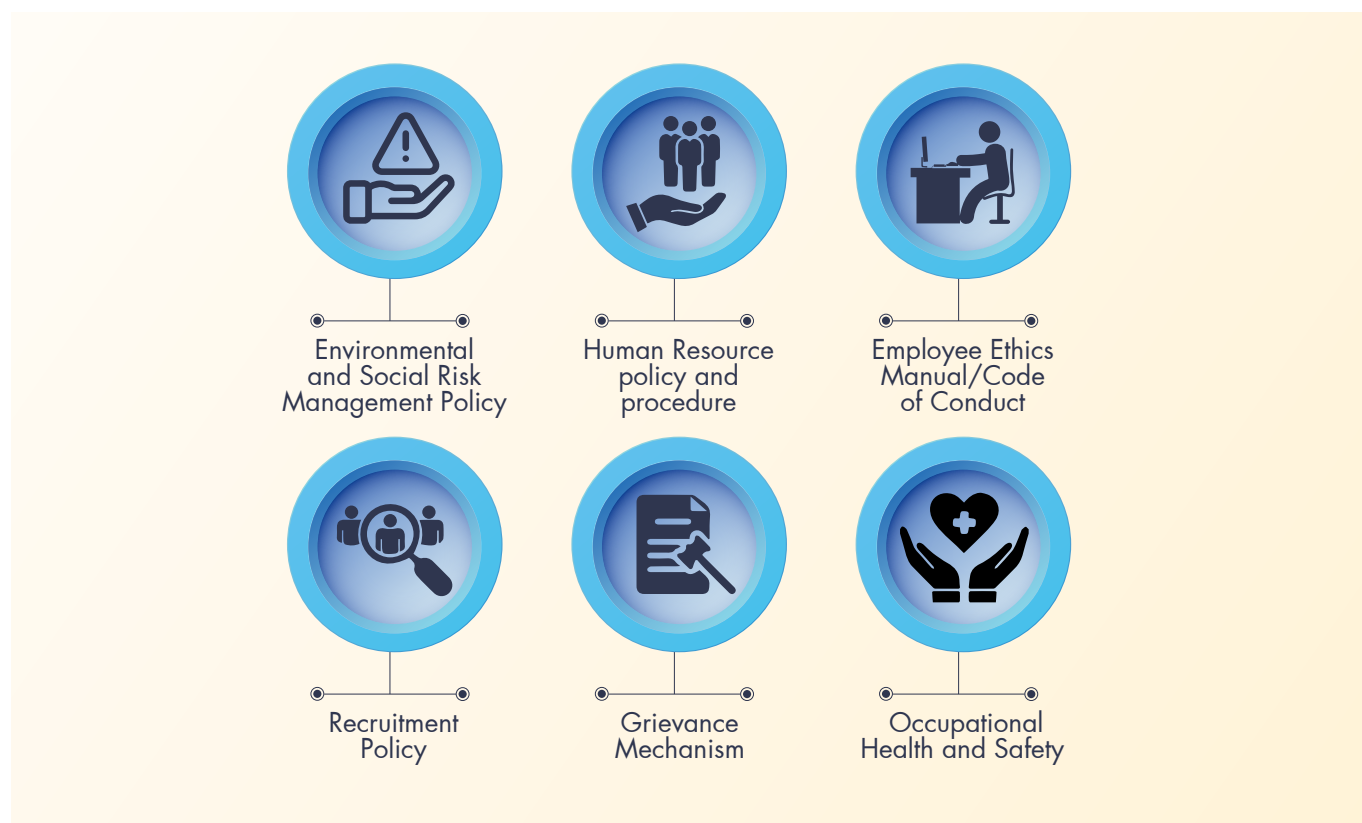 Environmental
and Social Risk
Management Policy
Human Resource
policy and
procedure
Employee Ethics
Manual/Code
of Conduct
Recruitment
Policy
Grievance
Mechanism
Occupational
Health and Safety